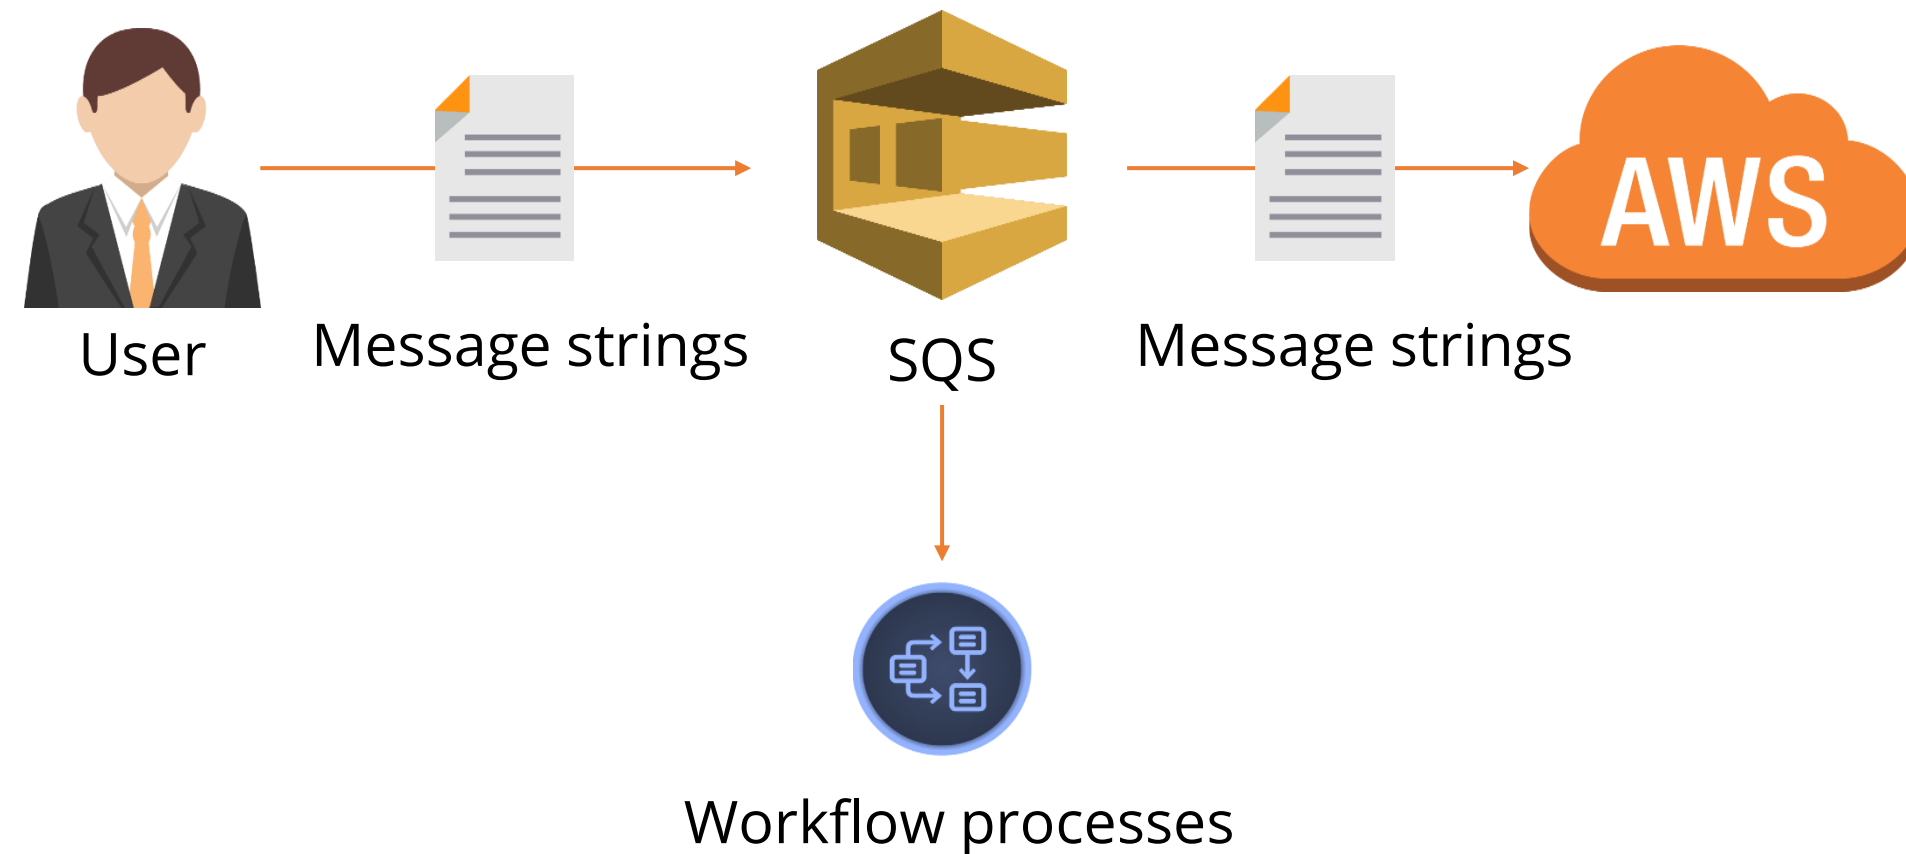 AWS
User
Message strings
SQS
Message strings
Workflow processes